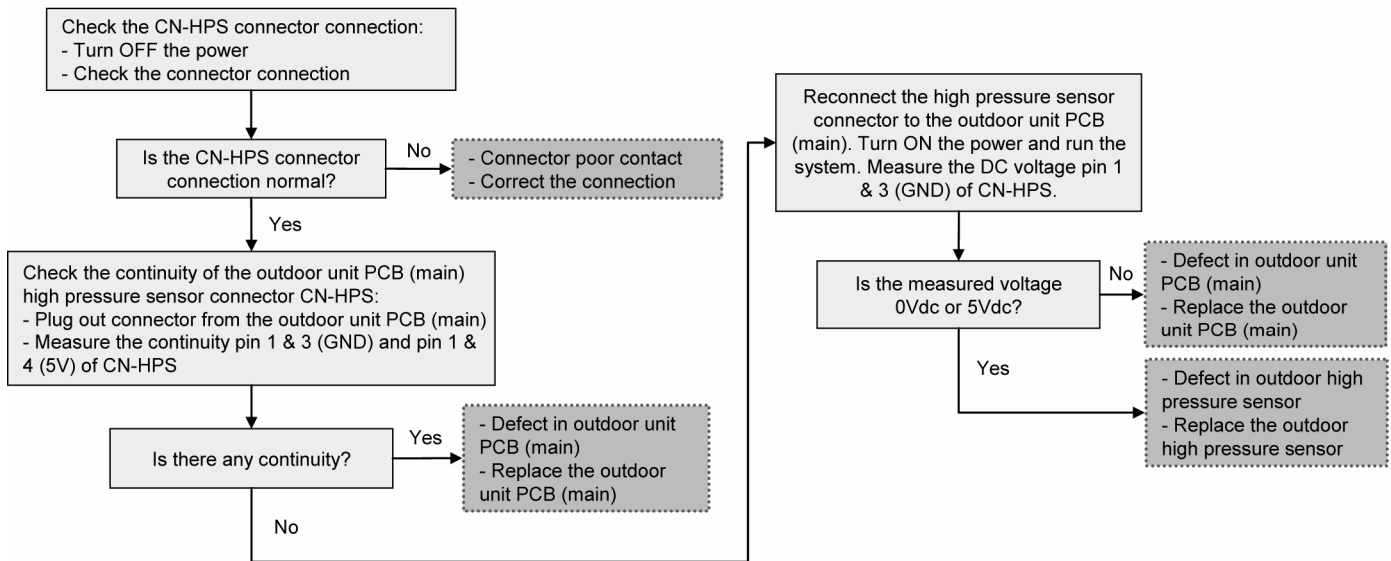 Check the CN-HPS connector connection:
- Turn OFF the power
- Check the connector connection
Is the CN-HPS connector
connection normal?
No
- Connector poor contact
- Correct the connection
Yes
Check the continuity of the outdoor unit PCB (main)
high pressure sensor connector CN-HPS:
- Plug out connector from the outdoor unit PCB (main)
- Measure the continuity pin 1 & 3 (GND) and pin 1 &
4 (5V) of CN-HPS
Is there any continuity?
Yes
- Defect in outdoor unit
PCB (main)
- Replace the outdoor
unit PCB (main)
No
Reconnect the high pressure sensor
connector to the outdoor unit PCB
(main). Turn ON the power and run the
system. Measure the DC voltage pin 1
& 3 (GND) of CN-HPS.
Is the measured voltage
0Vdc or 5Vdc?
No
- Defect in outdoor unit
PCB (main)
- Replace the outdoor
unit PCB (main)
Yes
- Defect in outdoor high
pressure sensor
- Replace the outdoor
high pressure sensor